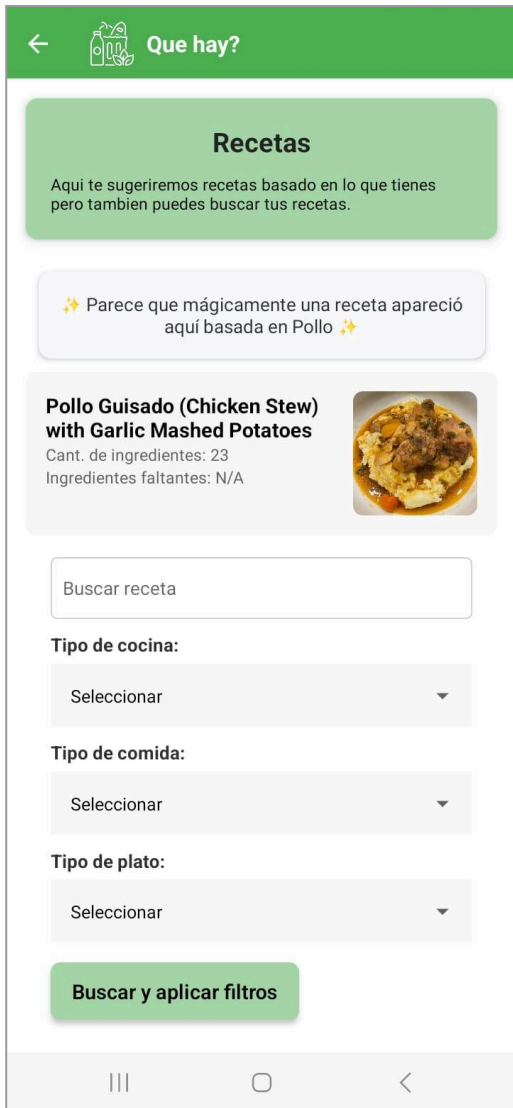 Que hay?
Recetas
Aqui te sugeriremos recetas basado en lo que tienes
pero tambien puedes buscar tus recetas.
✨ Parece que mágicamente una receta apareció
aquí basada en Pollo ✨
Pollo Guisado (Chicken Stew)
with Garlic Mashed Potatoes
Cant. de ingredientes: 23
Ingredientes faltantes: N/A
Buscar receta
Tipo de cocina:
Seleccionar
Tipo de comida:
Seleccionar
Tipo de plato:
Seleccionar
Buscar y aplicar filtros